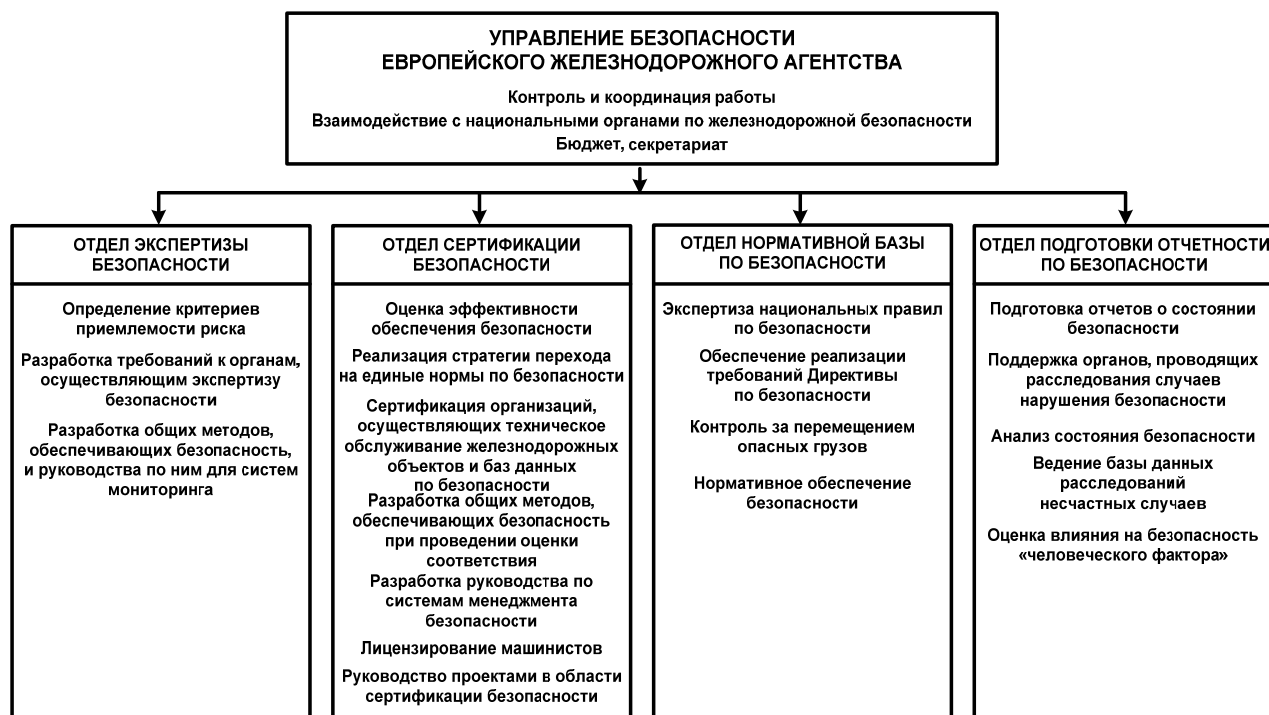 УПРАВЛЕНИЕ БЕЗОПАСНОСТИ
ЕВРОПЕЙСКОГО ЖЕЛЕЗНОДОРОЖНОГО АГЕНТСТВА
Контроль и координация работы
Взаимодействие с национальными органами по железнодорожной безопасности
Бюджет, секретариат
ОТДЕЛ ЭКСПЕРТИЗЫ
БЕЗОПАСНОСТИ
Определение критериев
приемлемости риска
Разработка требований к органам,
осуществляющим экспертизу
безопасности
Разработка общих методов,
обеспечивающих безопасность,
и руководства по ним для систем
мониторинга
ОТДЕЛ СЕРТИФИКАЦИИ
БЕЗОПАСНОСТИ
Оценка эффективности
обеспечения безопасности
Реализация стратегии перехода
на единые нормы по безопасности
Сертификация организаций,
осуществляющих техническое
обслуживание железнодорожных
объектов и баз данных
по безопасности
Разработка общих методов,
обеспечивающих безопасность
при проведении оценки
соответствия
Разработка руководства по
системам менеджмента
безопасности
Лицензирование машинистов
Руководство проектами в области
сертификации безопасности
ОТДЕЛ НОРМАТИВНОЙ БАЗЫ
ПО БЕЗОПАСНОСТИ
Экспертиза национальных правил
по безопасности
Обеспечение реализации
требований Директивы
по безопасности
Контроль за перемещением
опасных грузов
Нормативное обеспечение
безопасности
ОТДЕЛ ПОДГОТОВКИ ОТЧЕТНОСТИ
ПО БЕЗОПАСНОСТИ
Подготовка отчетов о состоянии
безопасности
Поддержка органов, проводящих
расследования случаев
нарушения безопасности
Анализ состояния безопасности
Ведение базы данных
расследований
несчастных случаев
Оценка влияния на безопасность
«человеческого фактора»